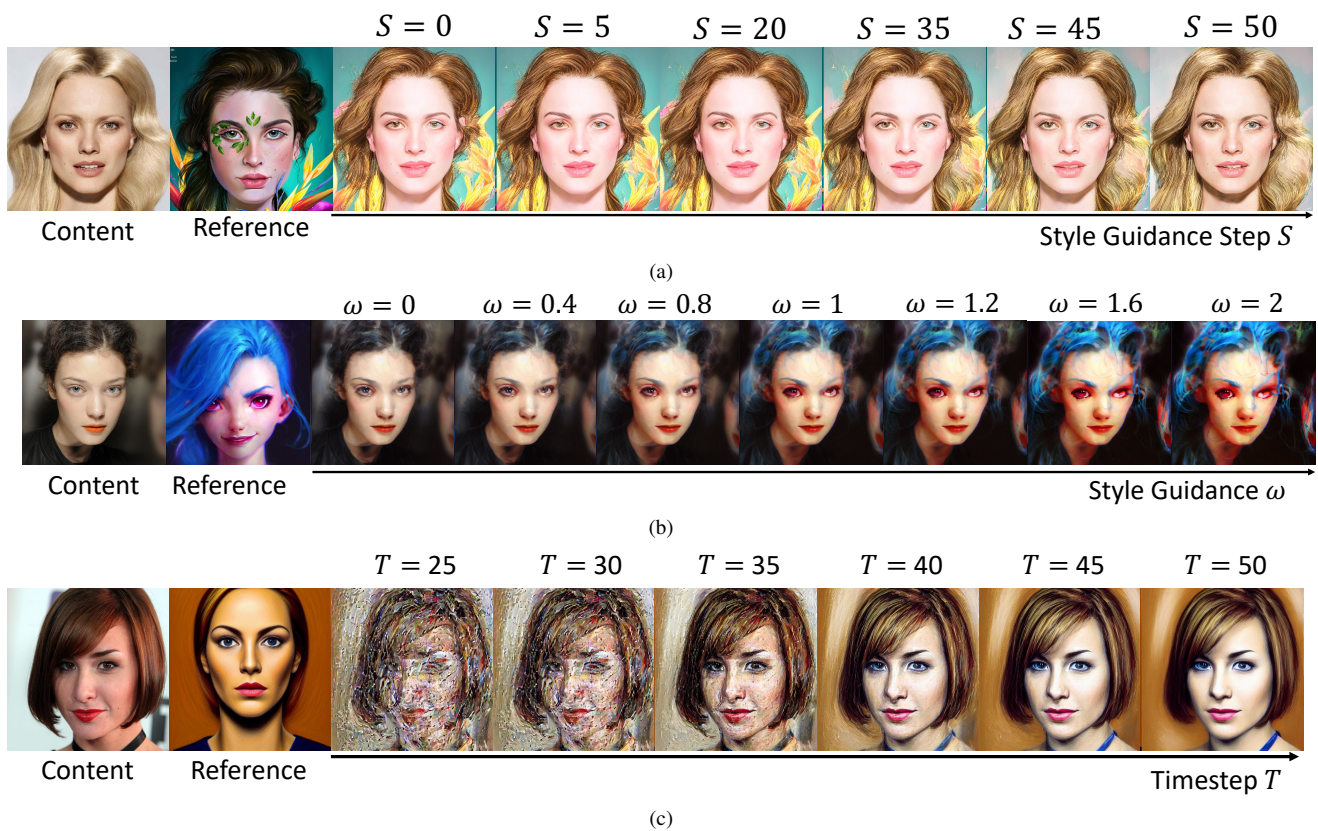 S = 0 S = 5 S = 20 S = 35 S = 45 S = 50
Content Reference Style Guidance Step S
(a)
ω = 0 ω = 0.4 ω = 0.8 ω = 1 ω = 1.2 ω = 1.6 ω = 2
Content Reference Style Guidance ω
(b)
T = 25 T = 30 T = 35 T = 40 T = 45 T = 50
Content Reference Timestep T
(c)